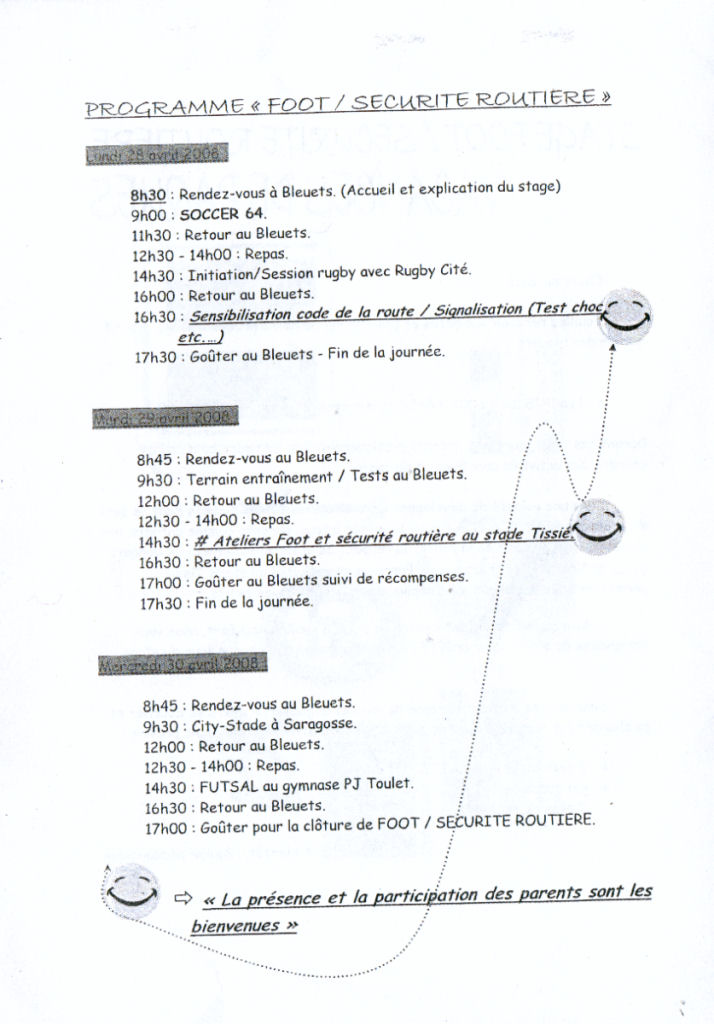 PROGRAMME « FOOT / SECURITE ROUTIERE »
Lundi 28 avril 2008
8h30 : Rendez-vous à Bleuets. (Accueil et explication du stage)
9h00 : SOCCER 64.
11h30 : Retour au Bleuets.
12h30 - 14h00 : Repas.
14h30 : Initiation/Session rugby avec Rugby Cité.
16h00 : Retour au Bleuets.
16h30 : Sensibilisation code de la route / Signalisation (Test choc,
etc....)
17h30 : Goûter au Bleuets - Fin de la journée.
Mardi 29 avril 2008
8h45 : Rendez-vous au Bleuets.
9h30 : Terrain entraînement / Tests au Bleuets.
12h00 : Retour au Bleuets.
12h30 - 14h00 : Repas.
14h30 : # Ateliers Foot et sécurité routière au stade Tissié.
16h30 : Retour au Bleuets.
17h00 : Goûter au Bleuets suivi de récompenses.
17h30 : Fin de la journée.
Mercredi 30 avril 2008
8h45 : Rendez-vous au Bleuets.
9h30 : City-Stade à Saragosse.
12h00 : Retour au Bleuets.
12h30 - 14h00 : Repas.
14h30 : FUTSAL au gymnase PJ Toulet.
16h30 : Retour au Bleuets.
17h00 : Goûter pour la clôture de FOOT / SECURITE ROUTIERE.
⇨ « La présence et la participation des parents sont les
bienvenues »